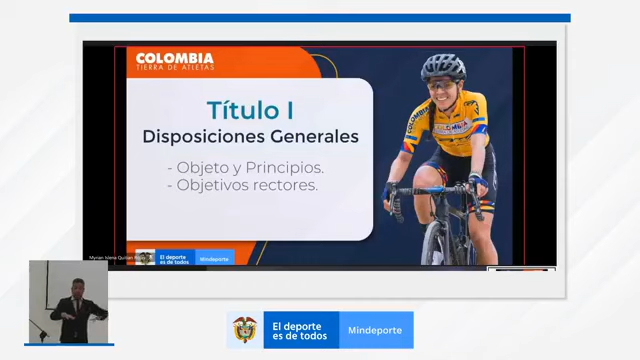 COLOMBIA
TIERRA DE ATLETAS
Título I
Disposiciones Generales
- Objeto y Principios.
- Objetivos rectores.
COLOMBIA
El deporte
es de todos
Mindeporte
El deporte
es de todos
Mindeporte